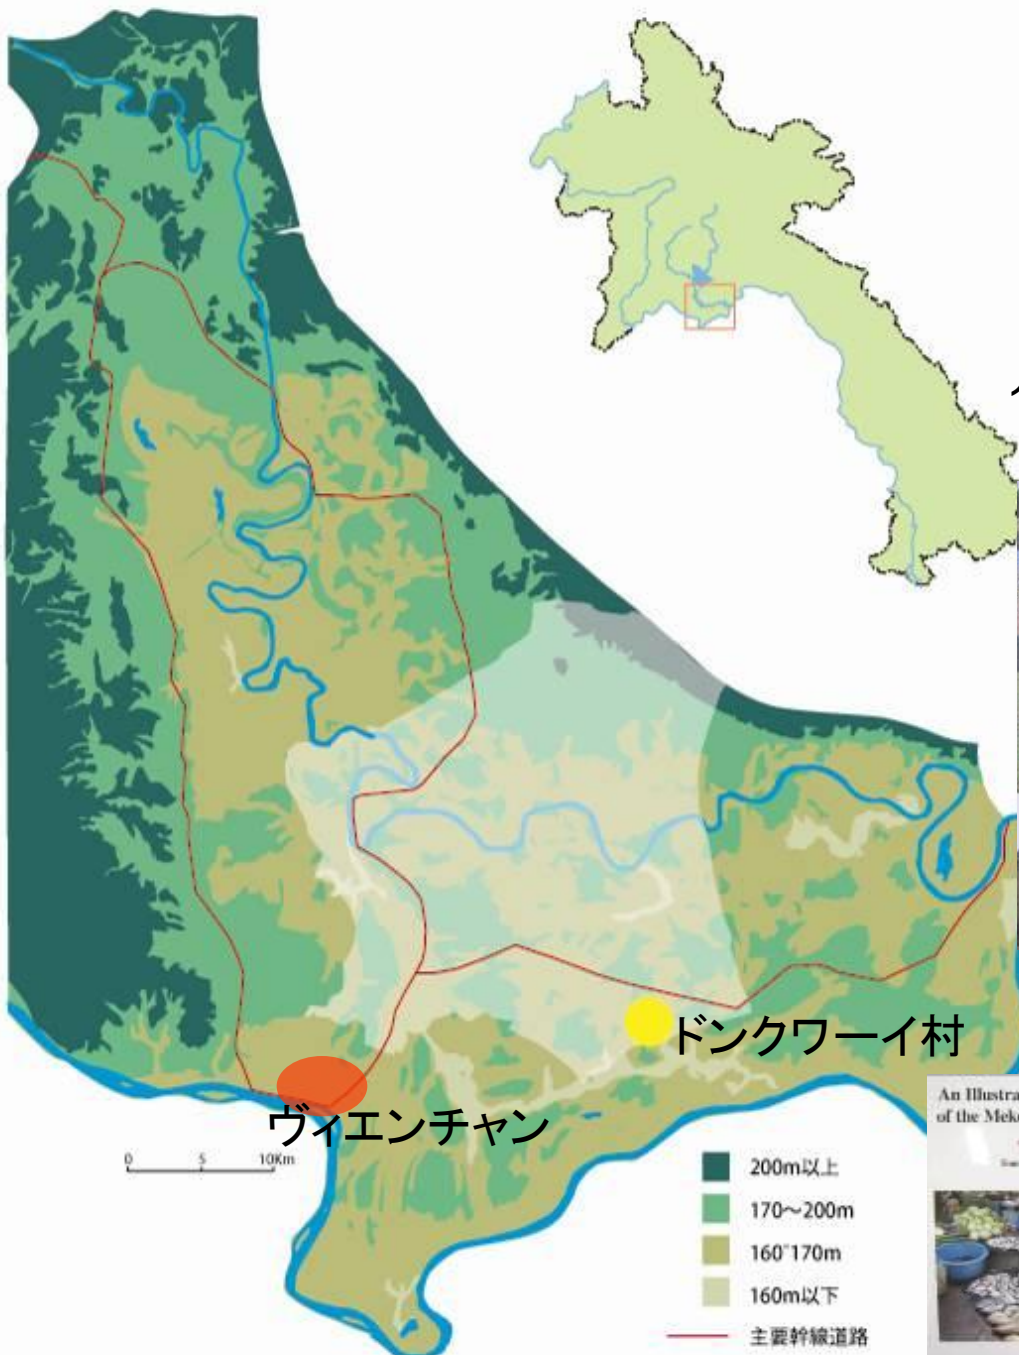 ドンクワーイ村
ヴィエンチャン
0 5 10Km
200m以上
170～200m
160~170m
160m以下
主要幹線道路
An Illustra
of the Meko